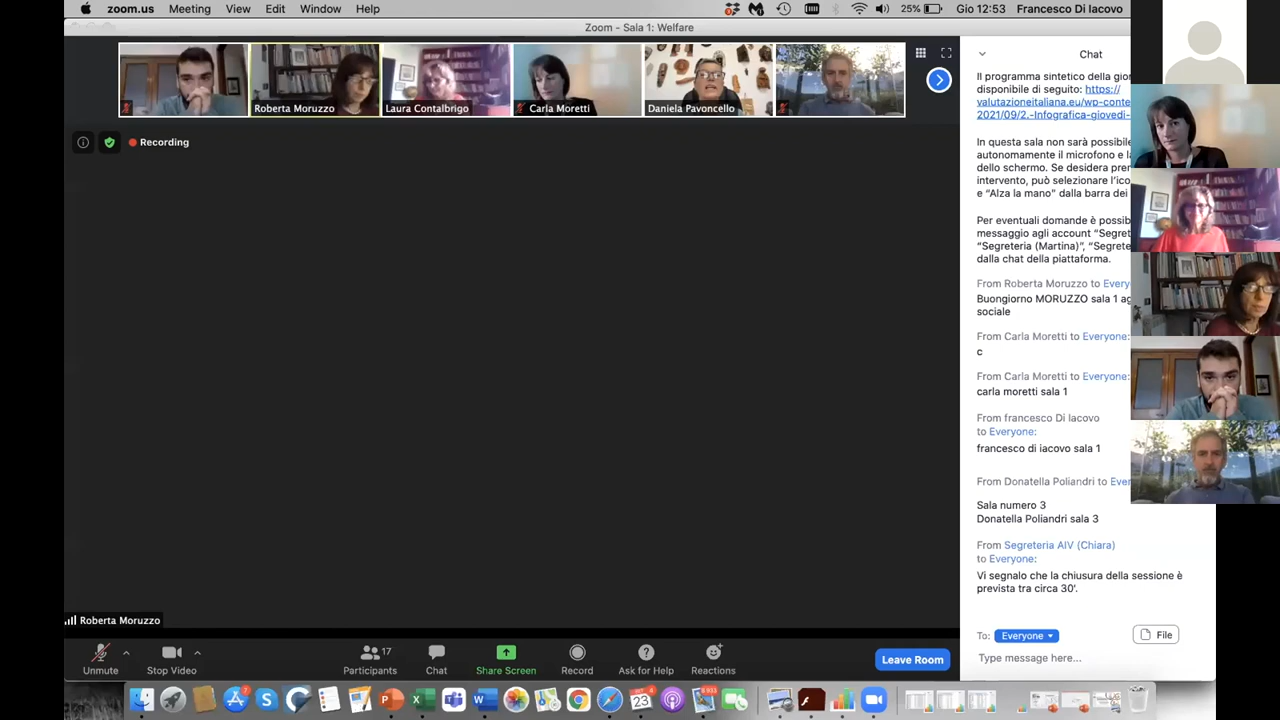 zoom.us Meeting View Edit Window Help 25% Gio 12:53 Francesco Di Iacovo
Zoom - Sala 1: Welfare
Roberta Moruzzo
Laura Contalbrigo
Carla Moretti
Daniela Pavoncello
Recording
Chat
Il programma sintetico della gior
disponibile di seguito: https://
valutazioneitaliana.eu/wp-conte
2021/09/2.-Infografica-giovedi-
In questa sala non sarà possibile
autonomamente il microfono e la
dello schermo. Se desidera prer
intervento, può selezionare l'ico
e "Alza la mano" dalla barra dei
Per eventuali domande è possib
messaggio agli account "Segret
"Segreteria (Martina)", "Segrete
dalla chat della piattaforma.
From Roberta Moruzzo to Every
Buongiorno MORUZZO sala 1 ag
sociale
From Carla Moretti to Everyone:
c
From Carla Moretti to Everyone:
carla moretti sala 1
From francesco Di Iacovo
to Everyone:
francesco di iacovo sala 1
From Donatella Poliandri to Ever
Sala numero 3
Donatella Poliandri sala 3
From Segreteria AIV (Chiara)
to Everyone:
Vi segnalo che la chiusura della sessione è
prevista tra circa 30'.
To: Everyone
File
Type message here...
Roberta Moruzzo
Unmute
Stop Video
Participants 17
Chat
Share Screen
Record
Ask for Help
Reactions
Leave Room
23